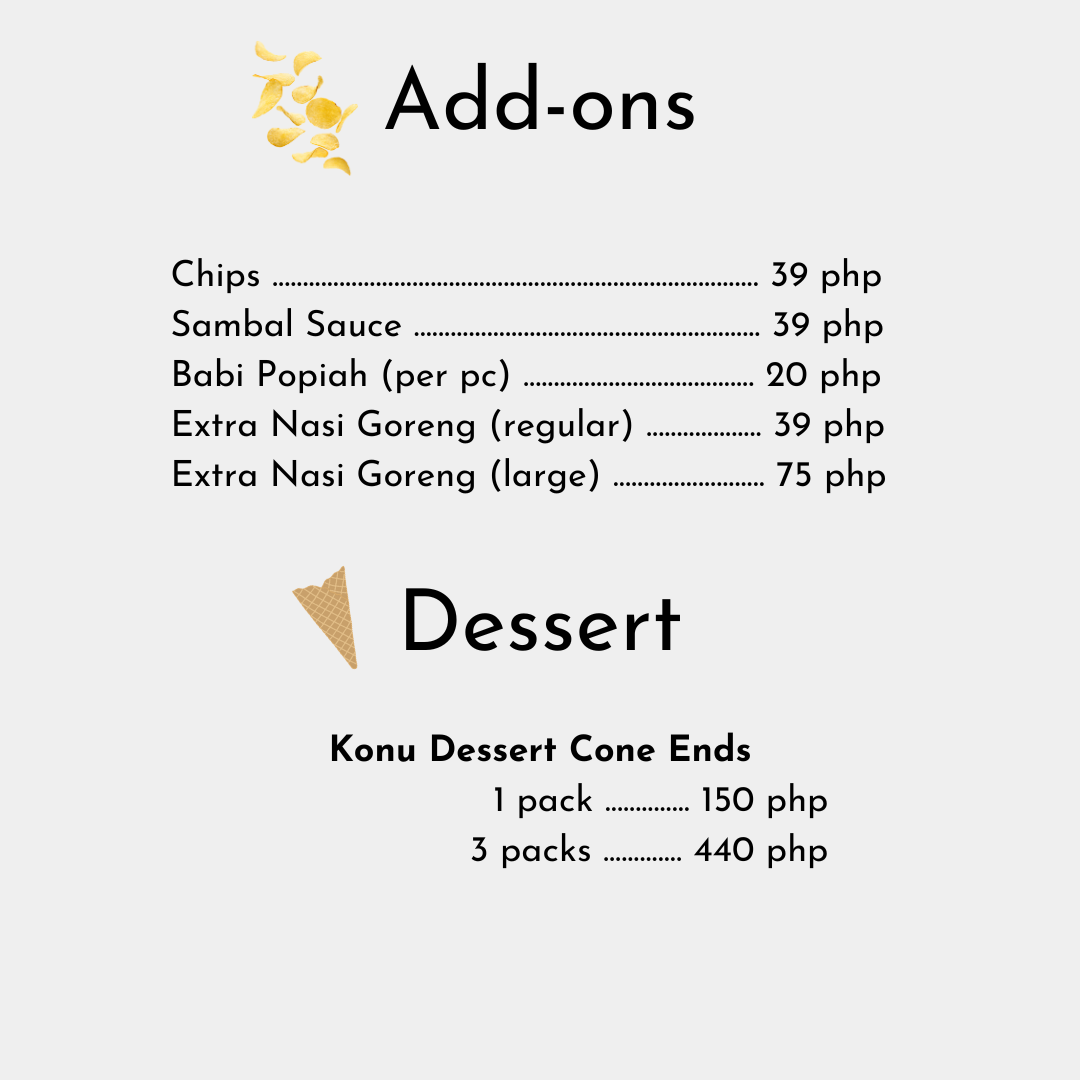 Add-ons
Chips ................................................................................ 39 php
Sambal Sauce ......................................................... 39 php
Babi Popiah (per pc) ...................................... 20 php
Extra Nasi Goreng (regular) ................... 39 php
Extra Nasi Goreng (large) ......................... 75 php
Dessert
Konu Dessert Cone Ends
1 pack .............. 150 php
3 packs ............. 440 php